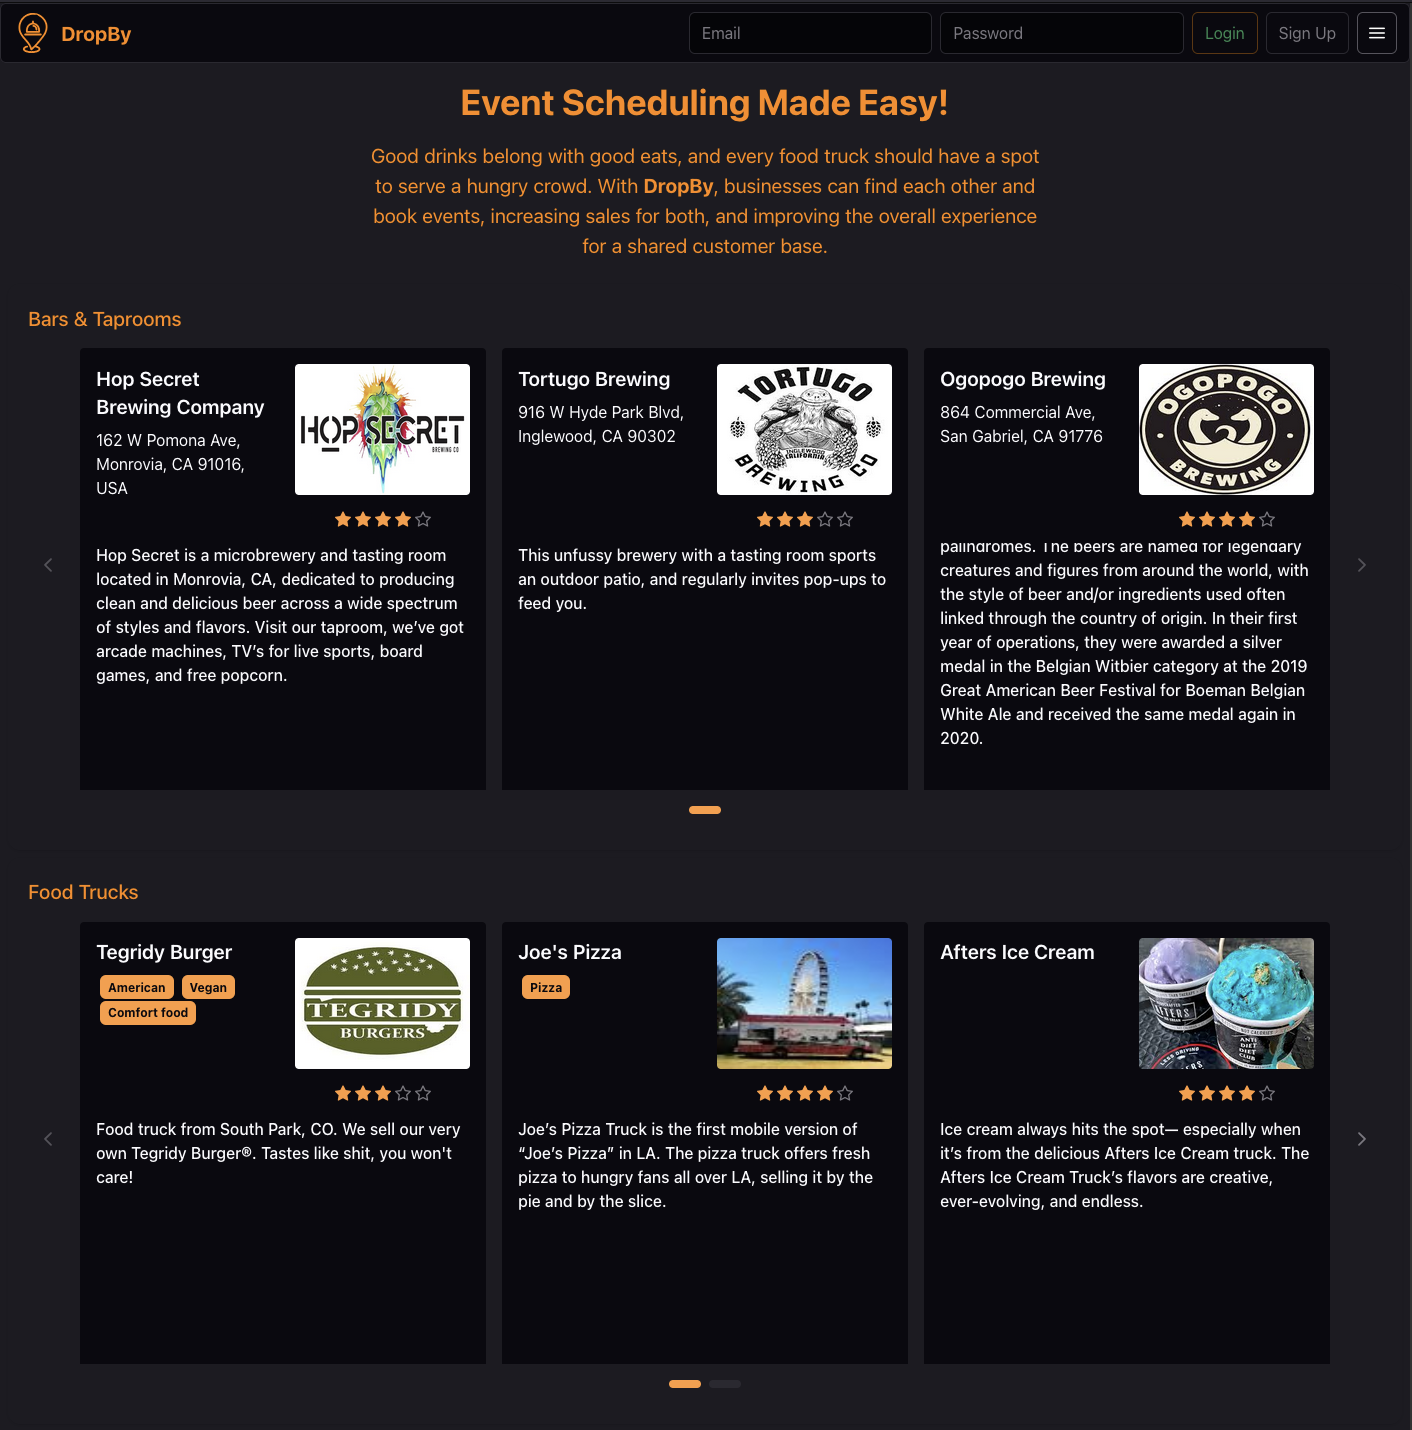 DropBy
Email
Password
Login
Sign Up
Event Scheduling Made Easy!
Good drinks belong with good eats, and every food truck should have a spot
to serve a hungry crowd. With DropBy, businesses can find each other and
book events, increasing sales for both, and improving the overall experience
for a shared customer base.
Bars & Taprooms
Hop Secret
Brewing Company
162 W Pomona Ave,
Monrovia, CA 91016,
USA
HOP SECRET
BREWING CO
Hop Secret is a microbrewery and tasting room
located in Monrovia, CA, dedicated to producing
clean and delicious beer across a wide spectrum
of styles and flavors. Visit our taproom, we’ve got
arcade machines, TV’s for live sports, board
games, and free popcorn.
Tortugo Brewing
916 W Hyde Park Blvd,
Inglewood, CA 90302
TORTUGO
INGLEWOOD
CALIFORNIA
BREWING CO
This unfussy brewery with a tasting room sports
an outdoor patio, and regularly invites pop-ups to
feed you.
Ogopogo Brewing
864 Commercial Ave,
San Gabriel, CA 91776
OGOPOGO
BREWING
palindromes. The beers are named for legendary
creatures and figures from around the world, with
the style of beer and/or ingredients used often
linked through the country of origin. In their first
year of operations, they were awarded a silver
medal in the Belgian Witbier category at the 2019
Great American Beer Festival for Boeman Belgian
White Ale and received the same medal again in
2020.
Food Trucks
Tegridy Burger
American
Vegan
Comfort food
TEGRIDY
BURGERS
Food truck from South Park, CO. We sell our very
own Tegridy Burger®. Tastes like shit, you won't
care!
Joe's Pizza
Pizza
Joe’s Pizza Truck is the first mobile version of
“Joe’s Pizza” in LA. The pizza truck offers fresh
pizza to hungry fans all over LA, selling it by the
pie and by the slice.
Afters Ice Cream
ANTI
DIET
DIET
CLUB
Ice cream always hits the spot— especially when
it’s from the delicious Afters Ice Cream truck. The
Afters Ice Cream Truck’s flavors are creative,
ever-evolving, and endless.